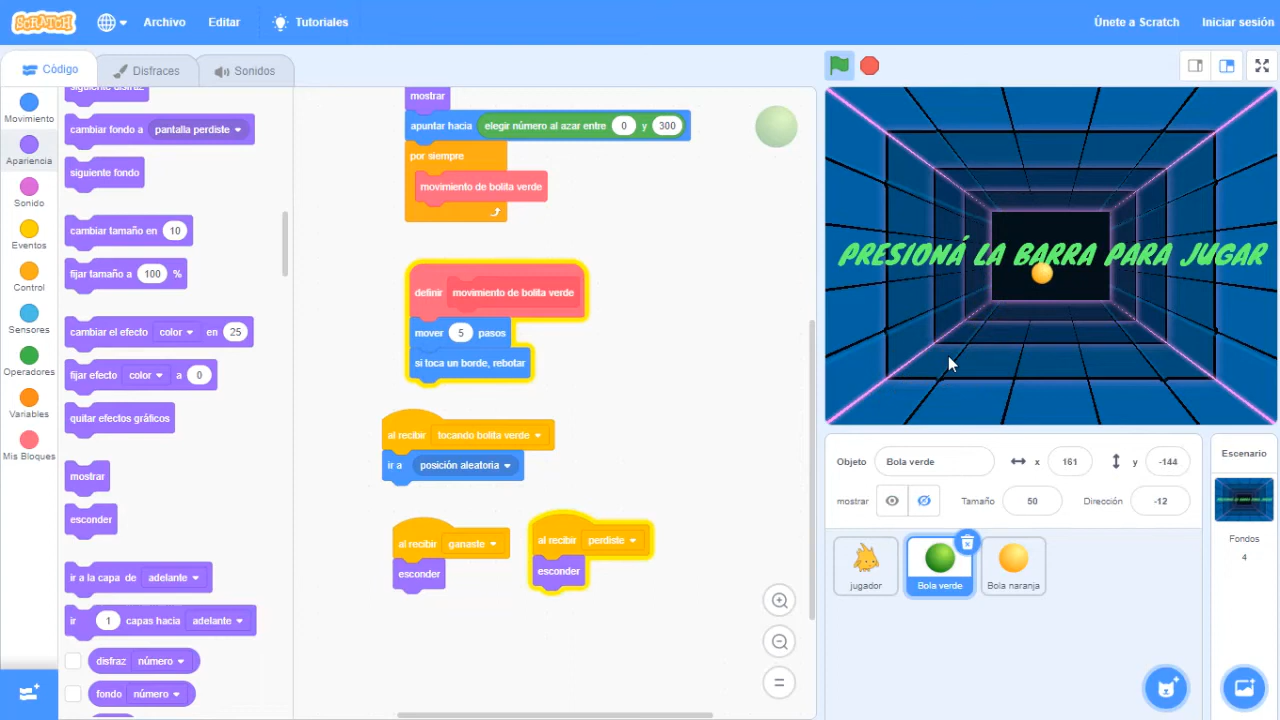 SCRATCH
Archivo
Editar
Tutoriales
Únete a Scratch
Iniciar sesión
Código
Disfraces
Sonidos
Movimiento
Apariencia
Sonido
Eventos
Control
Sensores
Operadores
Variables
Mis Bloques
siguiente disfraz
cambiar fondo a pantalla perdiste
siguiente fondo
cambiar tamaño en 10
fijar tamaño a 100 %
cambiar el efecto color en 25
fijar efecto color a 0
quitar efectos gráficos
mostrar
esconder
ir a la capa de adelante
ir 1 capas hacia adelante
disfraz número
fondo número
mostrar
apuntar hacia elegir número al azar entre 0 y 300
por siempre
movimiento de bolita verde
definir movimiento de bolita verde
mover 5 pasos
si toca un borde, rebotar
al recibir tocando bolita verde
ir a posición aleatoria
al recibir ganaste
esconder
al recibir perdiste
esconder
PRESIONÁ LA BARRA PARA JUGAR
Objeto Bola verde x 161 y -144
mostrar Tamaño 50 Dirección -12
jugador
Bola verde
Bola naranja
Escenario
Fondos
4